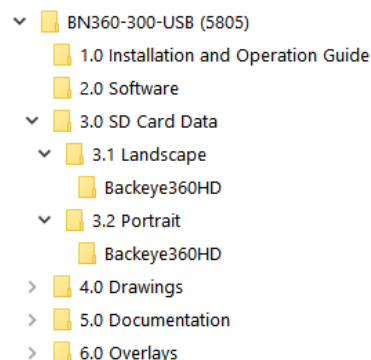 BN360-300-USB (5805)
1.0 Installation and Operation Guide
2.0 Software
3.0 SD Card Data
3.1 Landscape
Backeye360HD
3.2 Portrait
Backeye360HD
4.0 Drawings
5.0 Documentation
6.0 Overlays